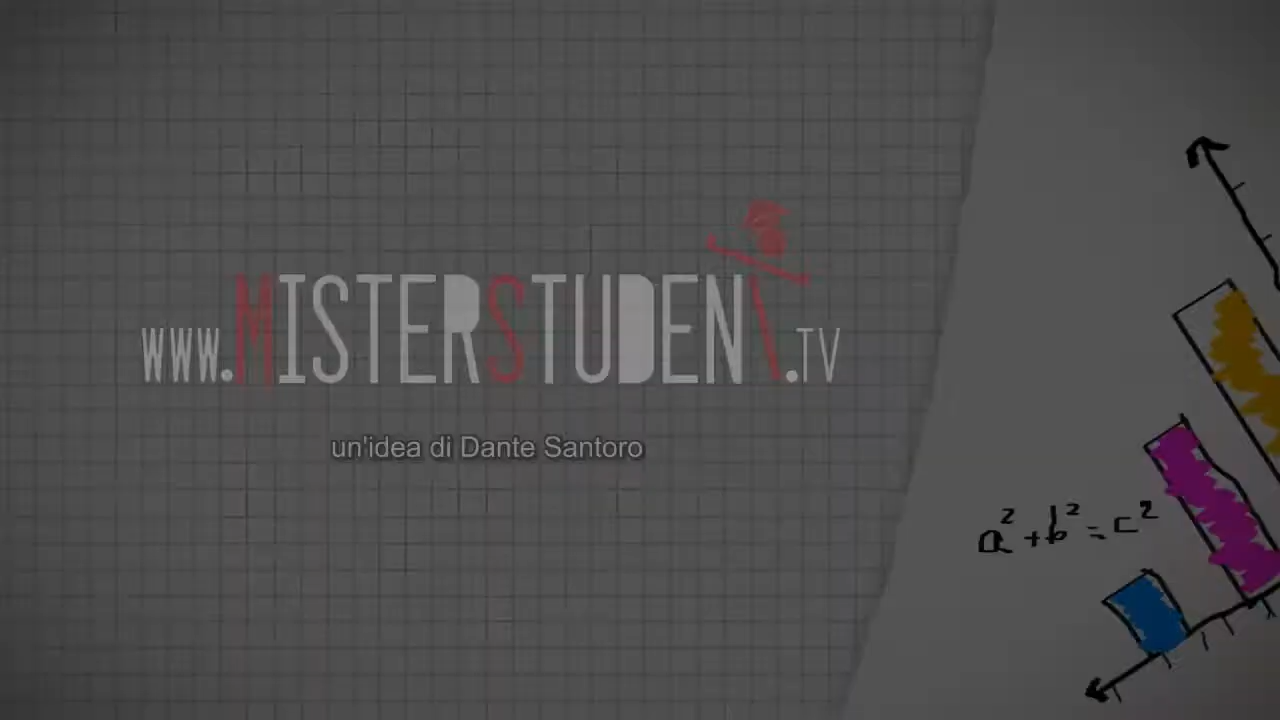 www.MISTERSTUDENT.TV
un'idea di Dante Santoro
a² + b² = c²